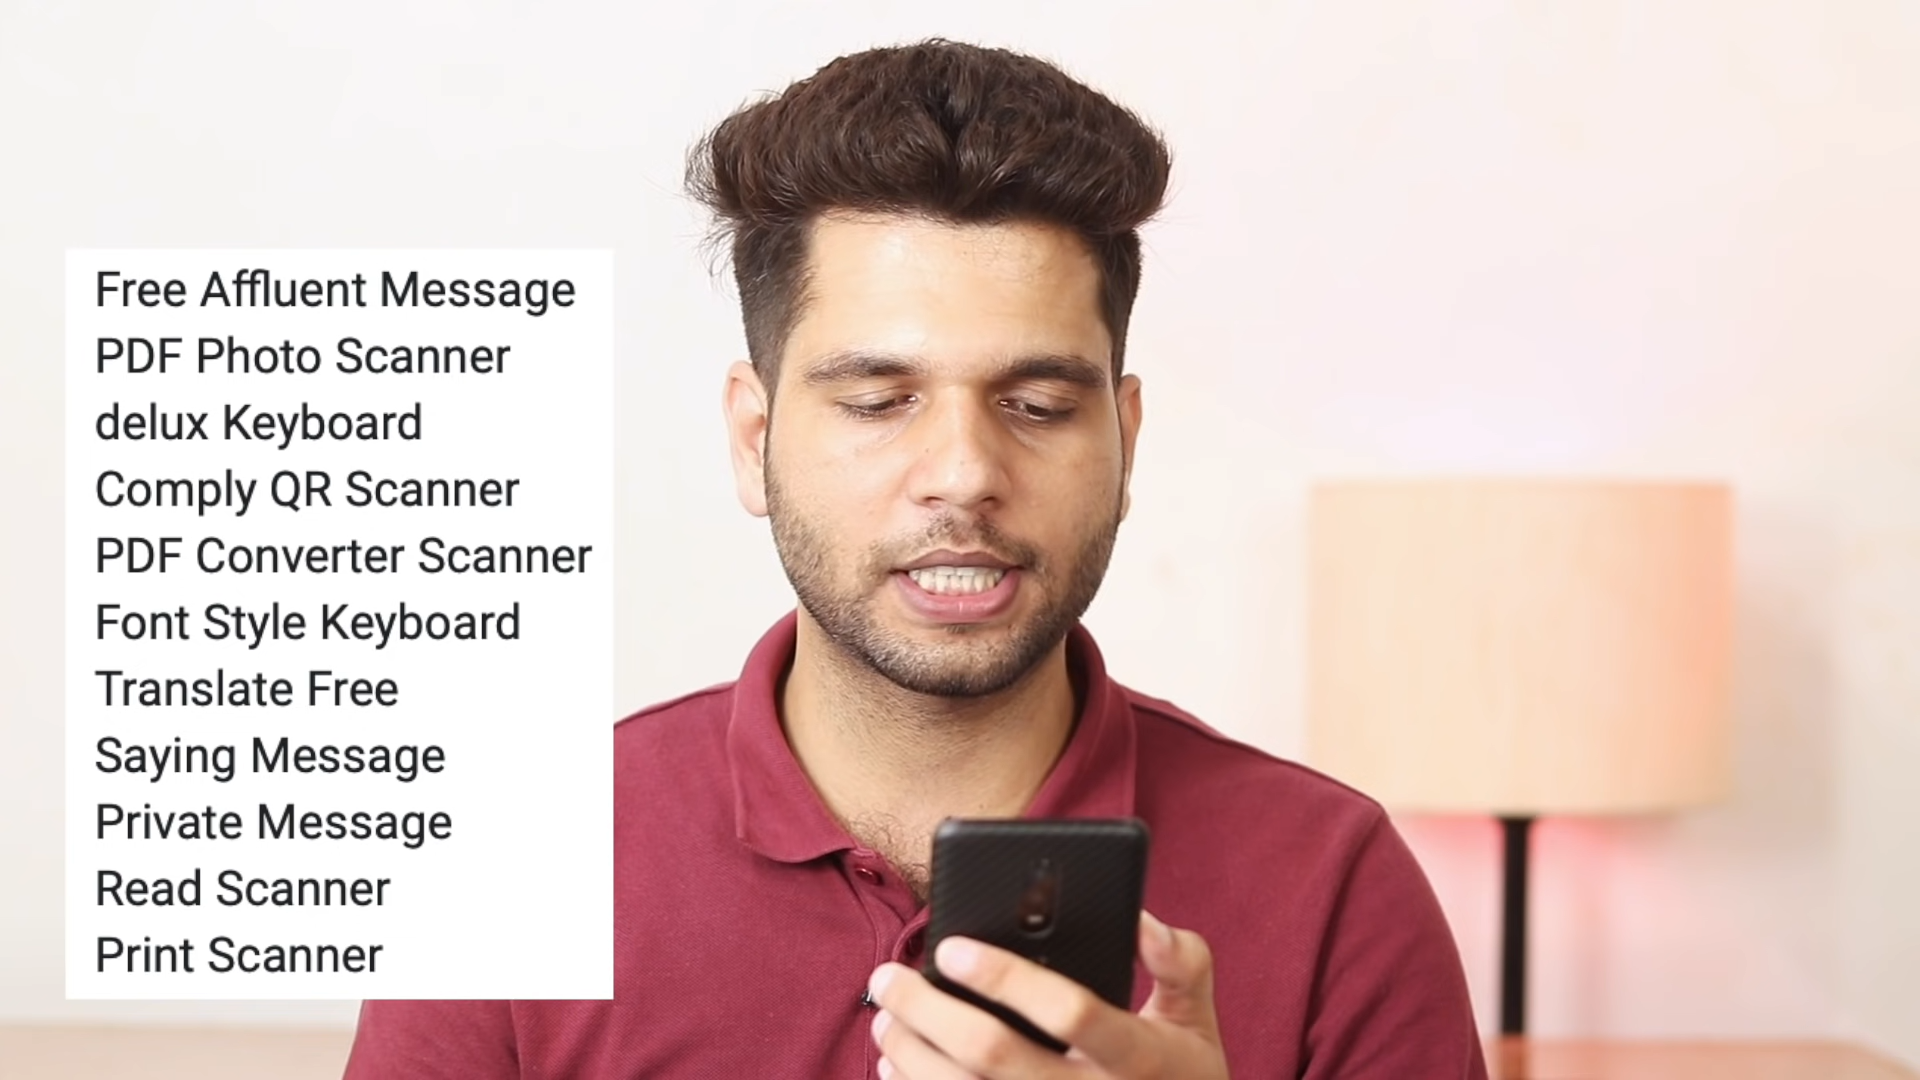 Free Affluent Message
PDF Photo Scanner
delux Keyboard
Comply QR Scanner
PDF Converter Scanner
Font Style Keyboard
Translate Free
Saying Message
Private Message
Read Scanner
Print Scanner